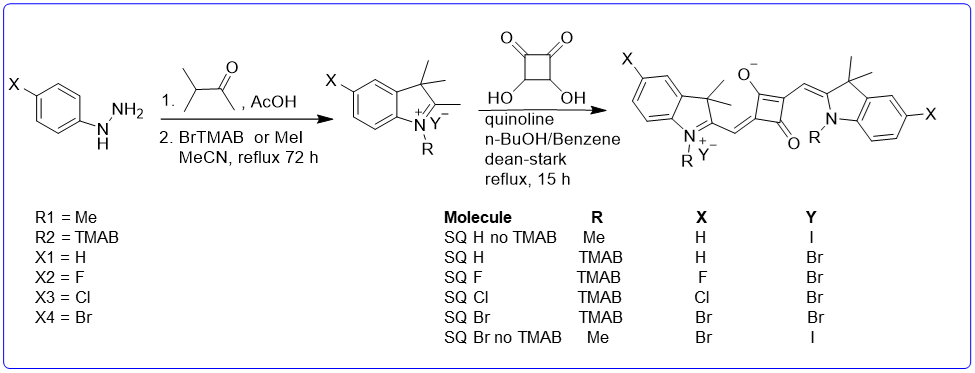 X
O
NH2
N
H
1.
, AcOH
2. BrTMAB or MeI
MeCN, reflux 72 h
X
N
+
Y−
R
O
O
HO
OH
quinoline
n-BuOH/Benzene
dean-stark
reflux, 15 h
X
O−
N
+
R
Y−
O
N
R
X
R1 = Me
R2 = TMAB
X1 = H
X2 = F
X3 = Cl
X4 = Br
Molecule R X Y
SQ H no TMAB Me H I
SQ H TMAB H Br
SQ F TMAB F Br
SQ Cl TMAB Cl Br
SQ Br TMAB Br Br
SQ Br no TMAB Me Br I